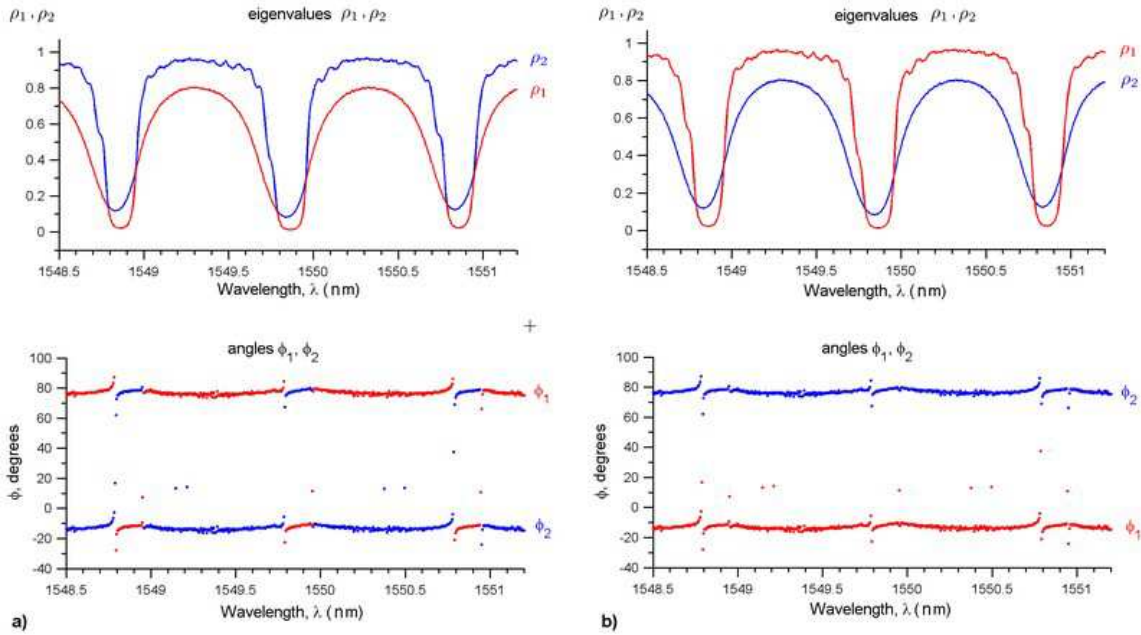 ρ₁ , ρ₂ eigenvalues ρ₁ , ρ₂
1
0.8
0.6
0.4
0.2
0
ρ₂
ρ₁
1548.5 1549 1549.5 1550 1550.5 1551
Wavelength, λ ( nm)
ρ₁ , ρ₂ eigenvalues ρ₁ , ρ₂
1
0.8
0.6
0.4
0.2
0
ρ₁
ρ₂
1548.5 1549 1549.5 1550 1550.5 1551
Wavelength, λ ( nm)
+
angles ϕ₁, ϕ₂
ϕ, degrees
100
80
60
40
20
0
-20
-40
ϕ₁
ϕ₂
1548.5 1549 1549.5 1550 1550.5 1551
Wavelength, λ ( nm)
a)
angles ϕ₁, ϕ₂
ϕ, degrees
100
80
60
40
20
0
-20
-40
ϕ₂
ϕ₁
1548.5 1549 1549.5 1550 1550.5 1551
Wavelength, λ ( nm)
b)